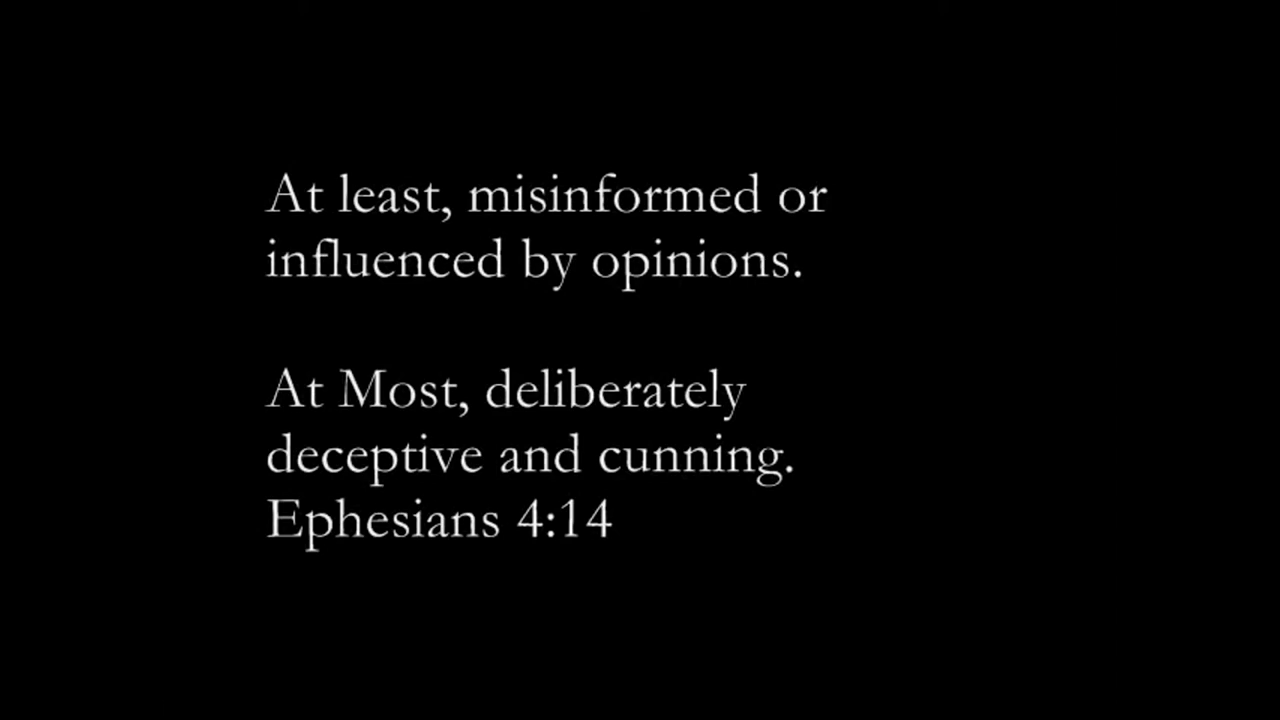 At least, misinformed or
influenced by opinions.
At Most, deliberately
deceptive and cunning.
Ephesians 4:14